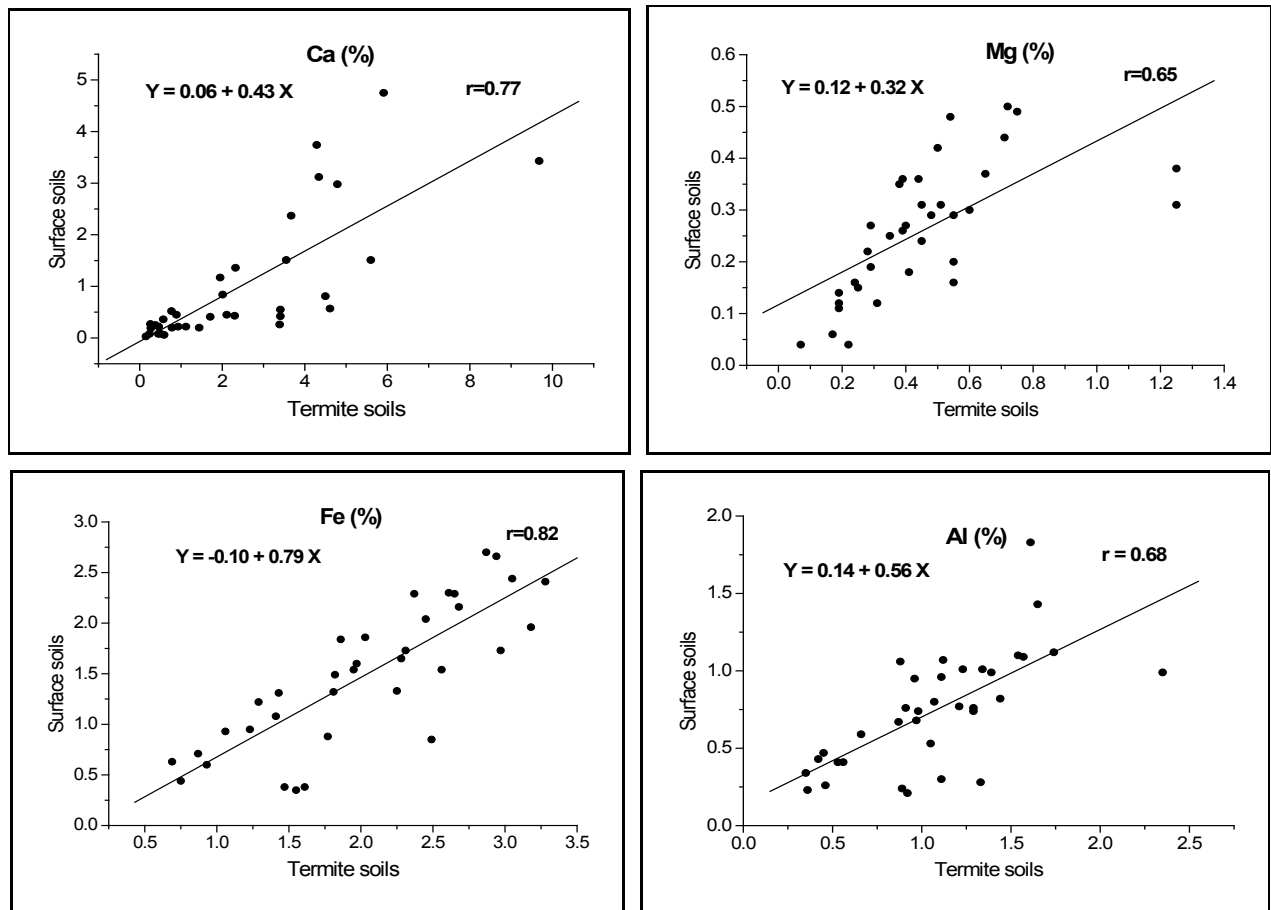 Ca (%)
Y = 0.06 + 0.43 X
r=0.77
Surface soils
5
4
3
2
1
0
0 2 4 6 8 10
Termite soils
Mg (%)
Y = 0.12 + 0.32 X
r=0.65
Surface soils
0.6
0.5
0.4
0.3
0.2
0.1
0.0
0.0 0.2 0.4 0.6 0.8 1.0 1.2 1.4
Termite soils
Fe (%)
Y = -0.10 + 0.79 X
r=0.82
Surface soils
3.0
2.5
2.0
1.5
1.0
0.5
0.0
0.5 1.0 1.5 2.0 2.5 3.0 3.5
Termite soils
Al (%)
Y = 0.14 + 0.56 X
r = 0.68
Surface soils
2.0
1.5
1.0
0.5
0.0
0.0 0.5 1.0 1.5 2.0 2.5
Termite soils